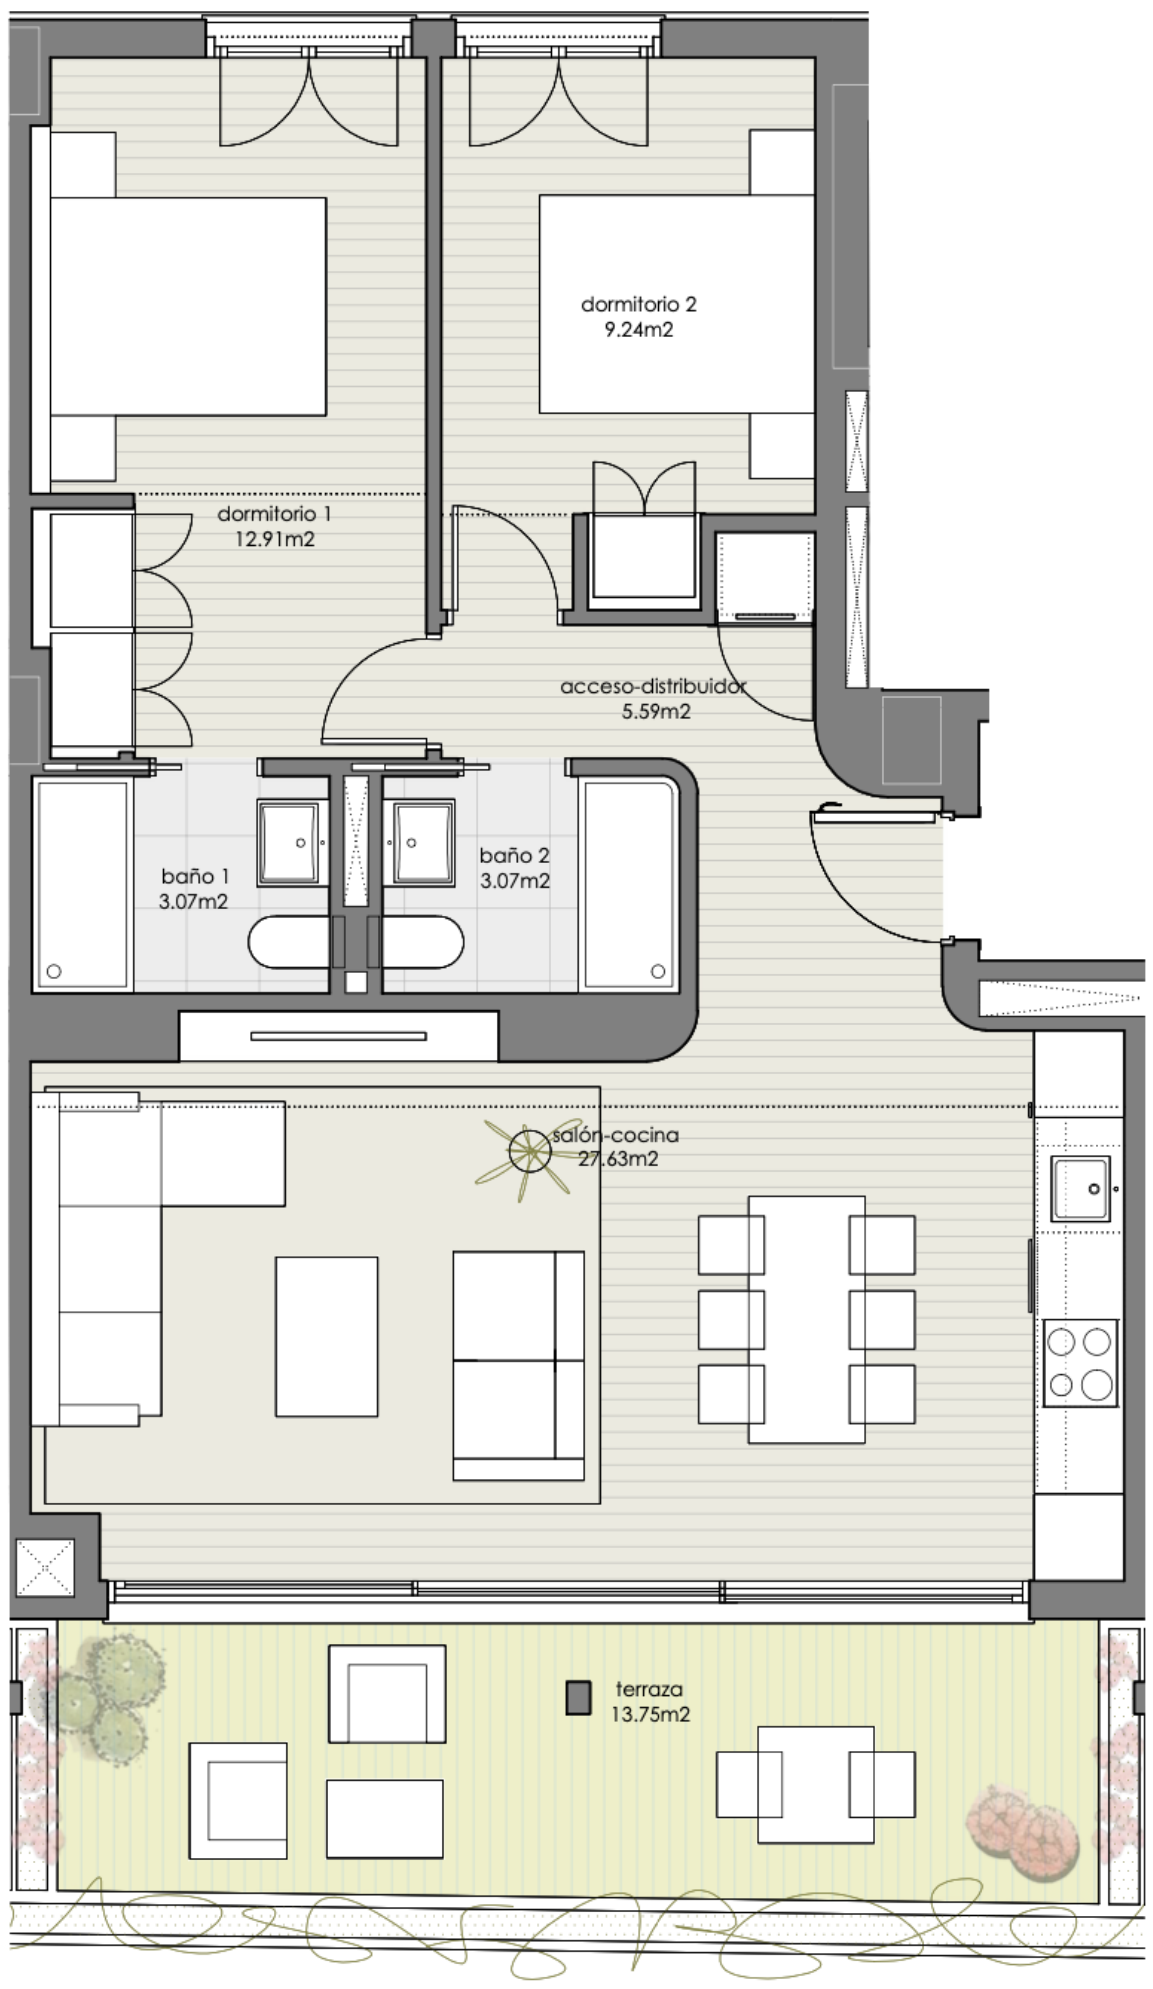 dormitorio 2
9.24m2
dormitorio 1
12.91m2
acceso-distribuidor
5.59m2
baño 1
3.07m2
baño 2
3.07m2
salón-cocina
27.63m2
terraza
13.75m2